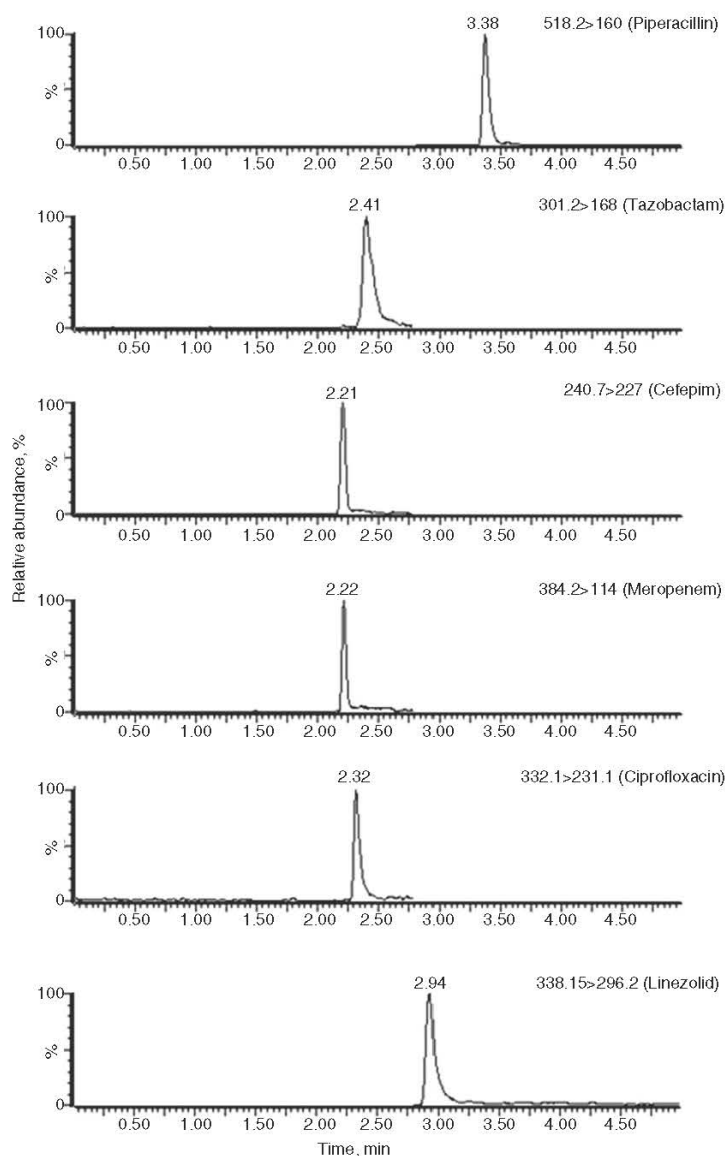 3.38 518.2>160 (Piperacillin)
100
%
0
0.50 1.00 1.50 2.00 2.50 3.00 3.50 4.00 4.50
2.41 301.2>168 (Tazobactam)
100
%
0
0.50 1.00 1.50 2.00 2.50 3.00 3.50 4.00 4.50
2.21 240.7>227 (Cefepim)
100
%
0
0.50 1.00 1.50 2.00 2.50 3.00 3.50 4.00 4.50
Relative abundance, %
2.22 384.2>114 (Meropenem)
100
%
0
0.50 1.00 1.50 2.00 2.50 3.00 3.50 4.00 4.50
2.32 332.1>231.1 (Ciprofloxacin)
100
%
0
0.50 1.00 1.50 2.00 2.50 3.00 3.50 4.00 4.50
2.94 338.15>296.2 (Linezolid)
100
%
0
0.50 1.00 1.50 2.00 2.50 3.00 3.50 4.00 4.50
Time, min